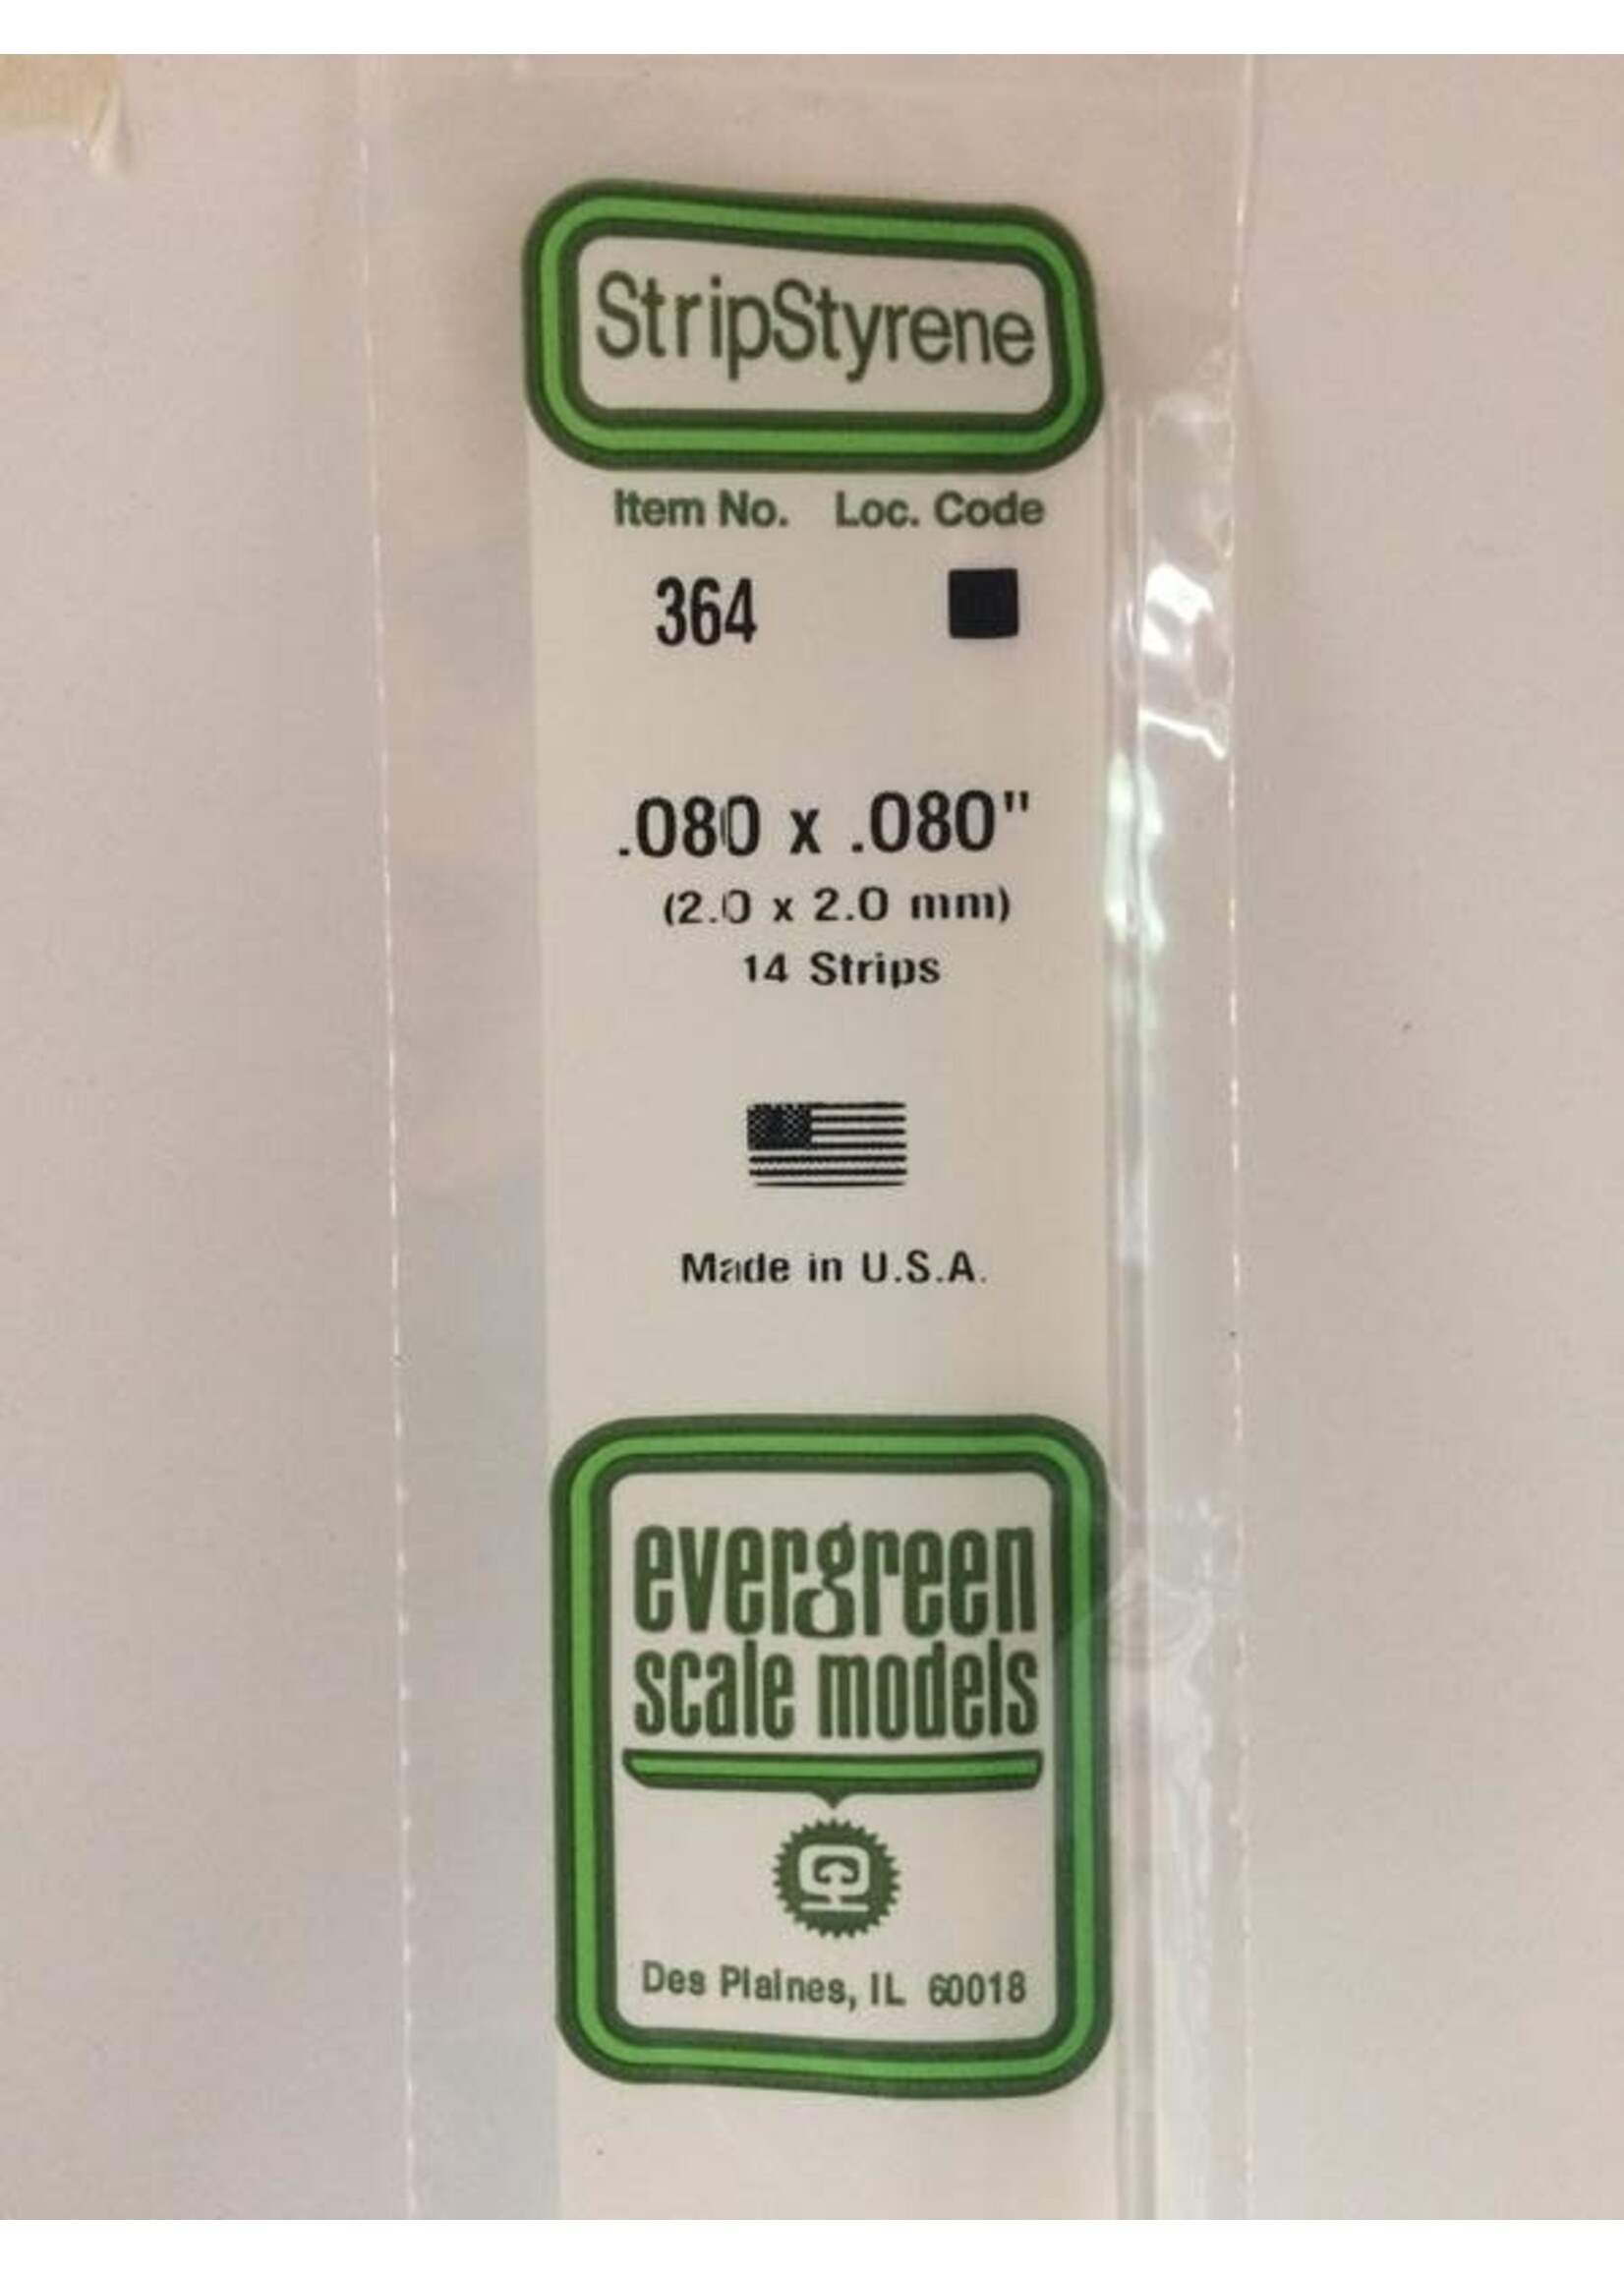 StripStyrene
Item No. Loc. Code
364
.080 x .080"
(2.0 x 2.0 mm)
14 Strips
Made in U.S.A.
evergreen
scale models
Des Plaines, IL 60018